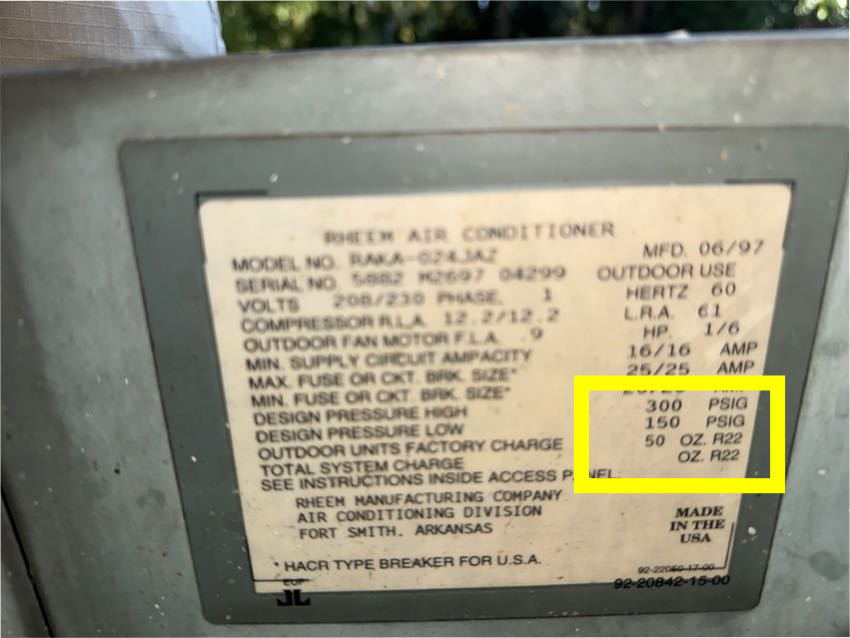 RHEEM AIR CONDITIONER
MODEL NO. RAKA-024JAZ MFD. 06/97
SERIAL NO. 5882 M2697 04299 OUTDOOR USE
VOLTS 208/230 PHASE. 1 HERTZ 60
COMPRESSOR R.L.A. 12.2/12.2 L.R.A. 61
OUTDOOR FAN MOTOR F.L.A. .9 HP. 1/6
MIN. SUPPLY CIRCUIT AMPACITY 16/16 AMP
MAX. FUSE OR CKT. BRK. SIZE* 25/25 AMP
MIN. FUSE OR CKT. BRK. SIZE* AMP
DESIGN PRESSURE HIGH 300 PSIG
DESIGN PRESSURE LOW 150 PSIG
OUTDOOR UNITS FACTORY CHARGE 50 OZ. R22
TOTAL SYSTEM CHARGE OZ. R22
SEE INSTRUCTIONS INSIDE ACCESS PANEL.
RHEEM MANUFACTURING COMPANY
AIR CONDITIONING DIVISION
FORT SMITH, ARKANSAS
MADE
IN THE
USA
* HACR TYPE BREAKER FOR U.S.A.
92-22060-17-00
92-20842-15-00